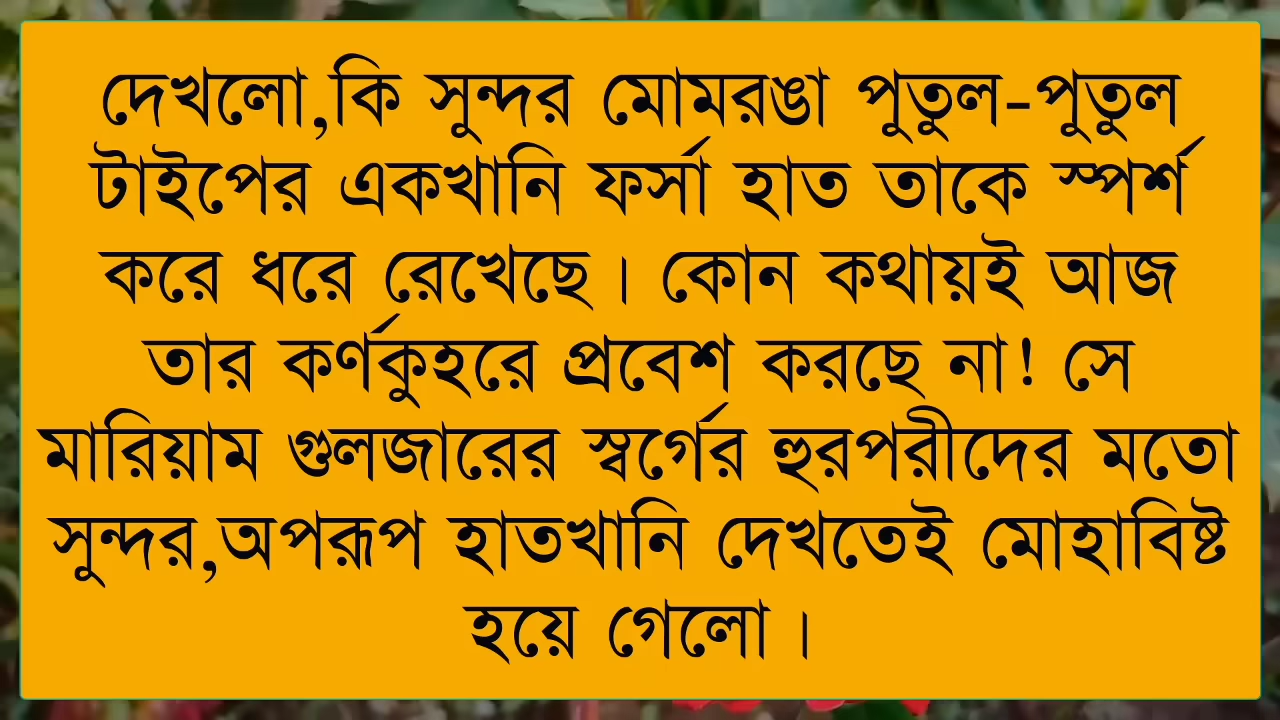 দেখলো,কি সুন্দর মোমরঙা পুতুল-পুতুল
টাইপের একখানি ফর্সা হাত তাকে স্পর্শ
করে ধরে রেখেছে। কোন কথায়ই আজ
তার কর্ণকুহরে প্রবেশ করছে না! সে
মারিয়াম গুলজারের স্বর্গের হুরপরীদের মতো
সুন্দর,অপরূপ হাতখানি দেখতেই মোহাবিষ্ট
হয়ে গেলো।